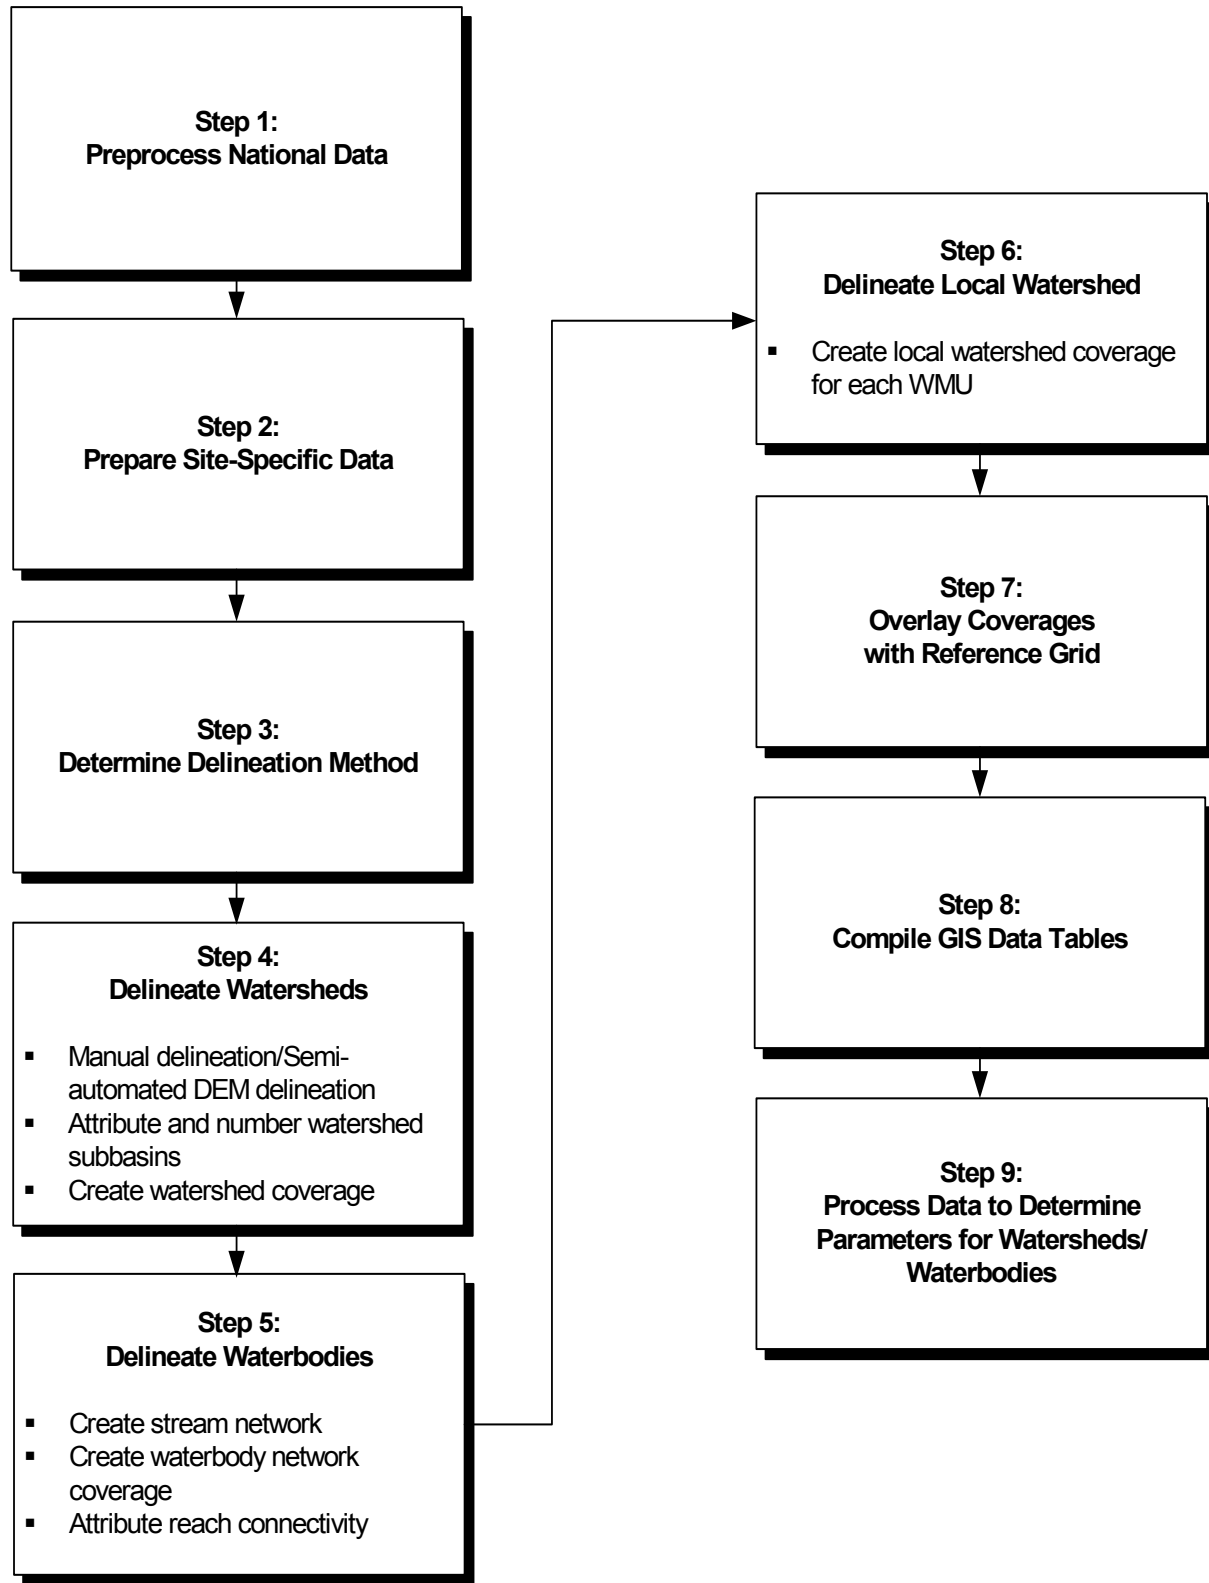 Step 1:
Preprocess National Data
Step 2:
Prepare Site-Specific Data
Step 3:
Determine Delineation Method
Step 4:
Delineate Watersheds
▪ Manual delineation/Semi-
automated DEM delineation
▪ Attribute and number watershed
subbasins
▪ Create watershed coverage
Step 5:
Delineate Waterbodies
▪ Create stream network
▪ Create waterbody network
coverage
▪ Attribute reach connectivity
Step 6:
Delineate Local Watershed
▪ Create local watershed coverage
for each WMU
Step 7:
Overlay Coverages
with Reference Grid
Step 8:
Compile GIS Data Tables
Step 9:
Process Data to Determine
Parameters for Watersheds/
Waterbodies